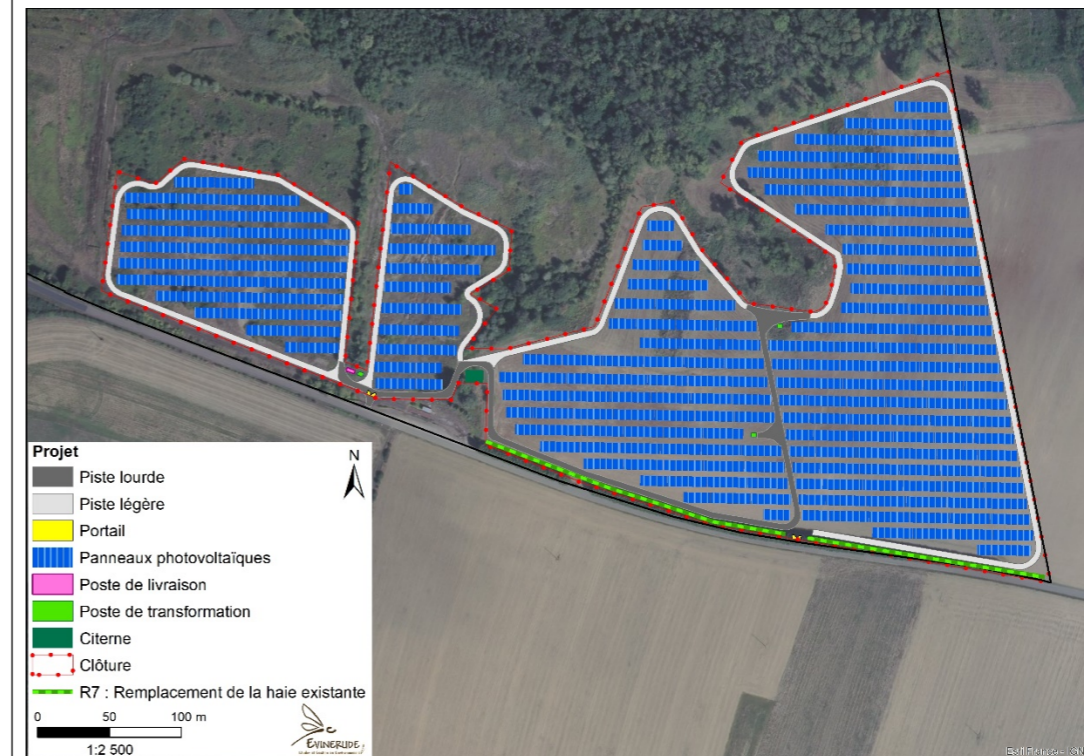 Projet
N
Piste lourde
Piste légère
Portail
Panneaux photovoltaïques
Poste de livraison
Poste de transformation
Citerne
Clôture
R7 : Remplacement de la haie existante
0 50 100 m
1:2 500
EVINERUDE